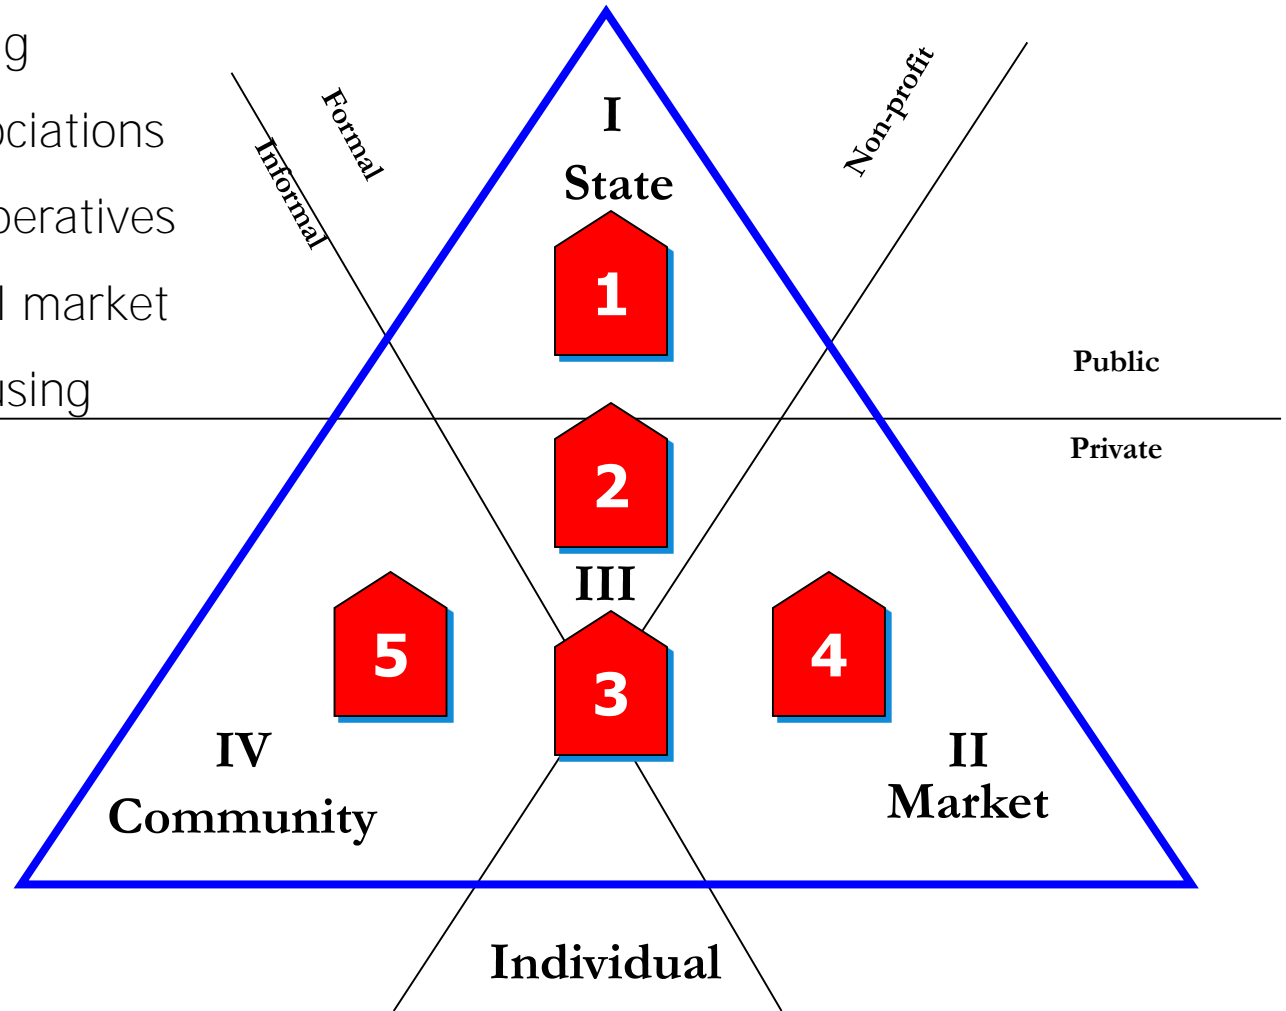 g
ociations
peratives
l market
using
Formal
Informal
Non-profit
I
State
1
Public
Private
2
III
5
3
4
IV
Community
II
Market
Individual